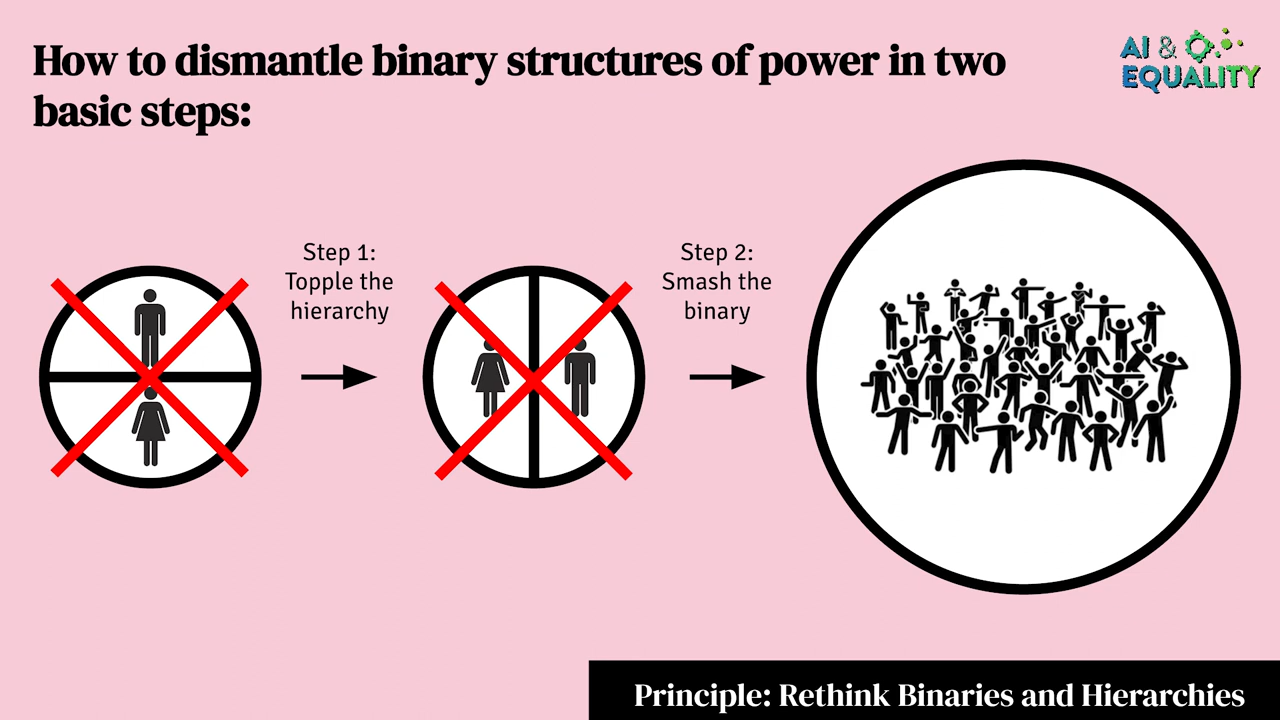 How to dismantle binary structures of power in two
basic steps:
AI &
EQUALITY
Step 1:
Topple the
hierarchy
Step 2:
Smash the
binary
Principle: Rethink Binaries and Hierarchies